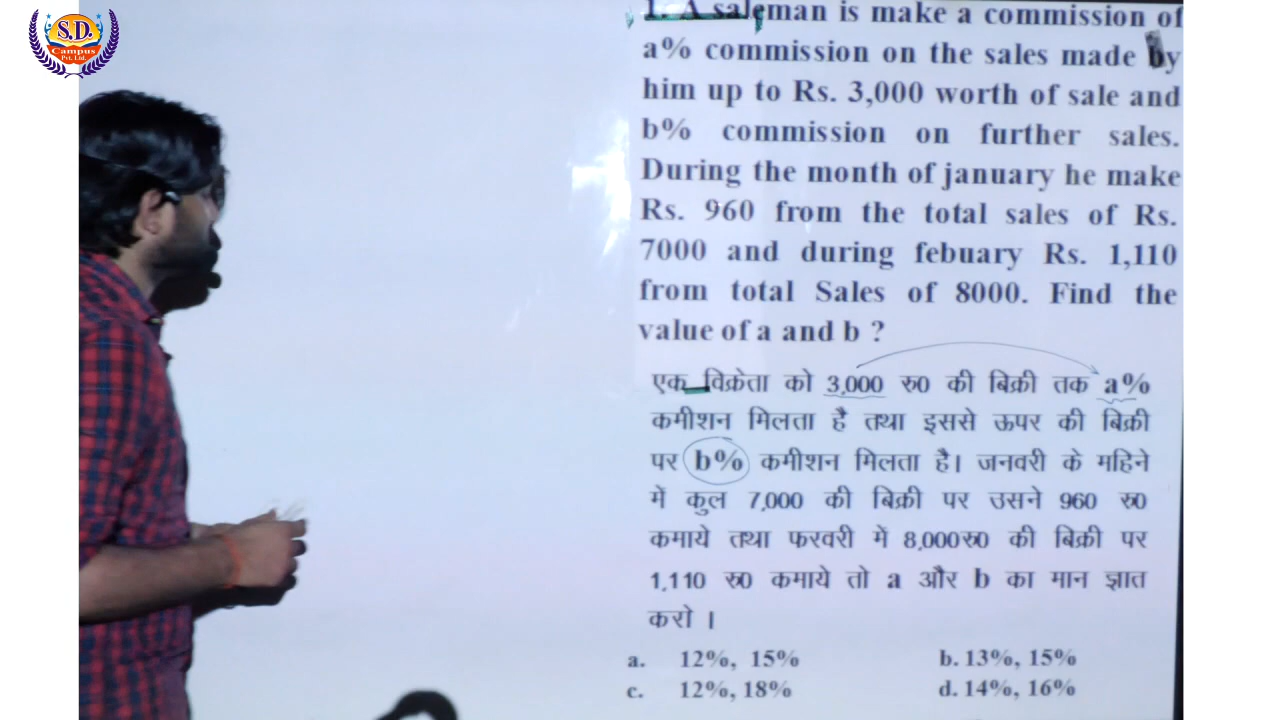 S.D.
Campus
Pvt. Ltd.
1. A saleman is make a commission of
a% commission on the sales made by
him up to Rs. 3,000 worth of sale and
b% commission on further sales.
During the month of january he make
Rs. 960 from the total sales of Rs.
7000 and during febuary Rs. 1,110
from total Sales of 8000. Find the
value of a and b ?
एक विक्रेता को 3,000 रु0 की बिक्री तक a%
कमीशन मिलता है तथा इससे ऊपर की बिक्री
पर b% कमीशन मिलता है। जनवरी के महिने
में कुल 7,000 की बिक्री पर उसने 960 रु0
कमाये तथा फरवरी में 8,000रु0 की बिक्री पर
1,110 रु0 कमाये तो a और b का मान ज्ञात
करो ।
a. 12%, 15% b. 13%, 15%
c. 12%, 18% d. 14%, 16%